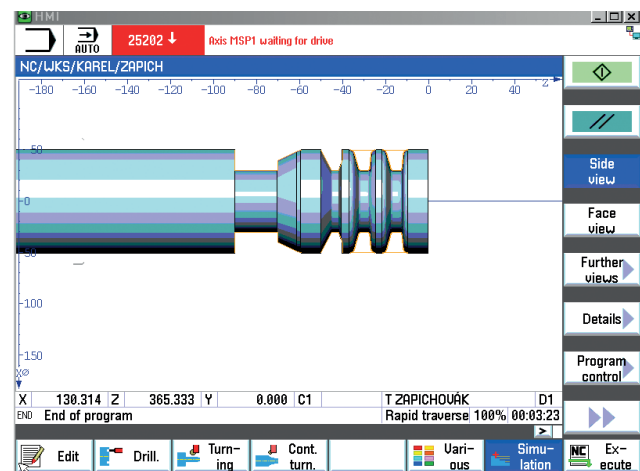 HMI
AUTO
25202 ↓
Axis MSP1 waiting for drive
NC/WKS/KAREL/ZAPICH
-180 -160 -140 -120 -100 -80 -60 -40 -20 0 20 40 Z
50
0
50
-100
-150
XØ
Side view
Face view
Further views
Details
Program control
X 130.314 Z 365.333 Y 0.000 C1 T ZAPICHOVÁK D1
END End of program Rapid traverse 100% 00:03:23
>
Edit
Drill.
Turn-
ing
Cont.
turn.
Vari-
ous
Simu-
lation
NC
Ex-
ecute